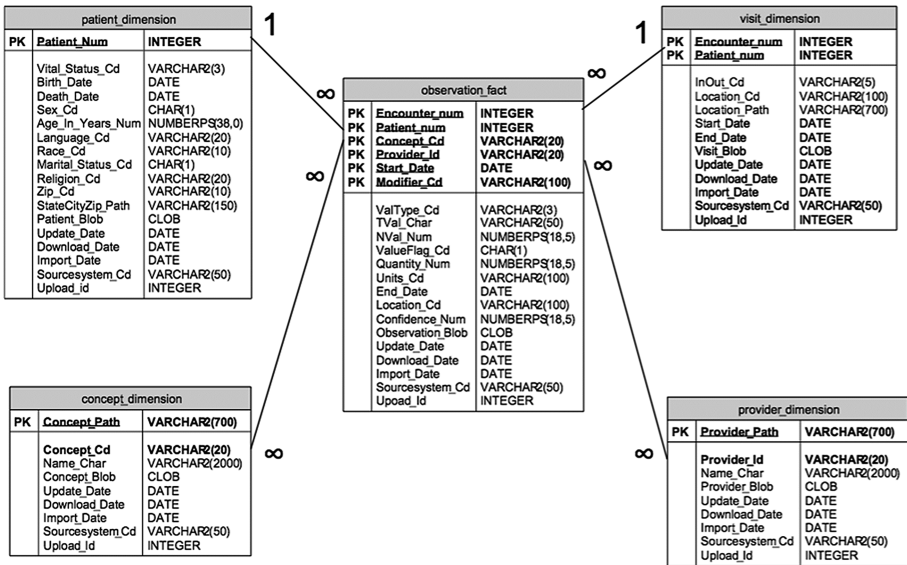 patient_dimension
PK Patient_Num INTEGER
Vital_Status_Cd VARCHAR2(3)
Birth_Date DATE
Death_Date DATE
Sex_Cd CHAR(1)
Age_In_Years_Num NUMBERPS(38,0)
Language_Cd VARCHAR2(20)
Race_Cd VARCHAR2(10)
Marital_Status_Cd CHAR(1)
Religion_Cd VARCHAR2(20)
Zip_Cd VARCHAR2(10)
StateCityZip_Path VARCHAR2(150)
Patient_Blob CLOB
Update_Date DATE
Download_Date DATE
Import_Date DATE
Sourcesystem_Cd VARCHAR2(50)
Upload_id INTEGER
1
∞
∞
observation_fact
PK Encounter_num INTEGER
PK Patient_num INTEGER
PK Concept_Cd VARCHAR2(20)
PK Provider_Id VARCHAR2(20)
PK Start_Date DATE
PK Modifier_Cd VARCHAR2(100)
ValType_Cd VARCHAR2(3)
TVal_Char VARCHAR2(50)
NVal_Num NUMBERPS(18,5)
ValueFlag_Cd CHAR(1)
Quantity_Num NUMBERPS(18,5)
Units_Cd VARCHAR2(100)
End_Date DATE
Location_Cd VARCHAR2(100)
Confidence_Num NUMBERPS(18,5)
Observation_Blob CLOB
Update_Date DATE
Download_Date DATE
Import_Date DATE
Sourcesystem_Cd VARCHAR2(50)
Upoad_Id INTEGER
1
∞
∞
visit_dimension
PK Encounter_num INTEGER
PK Patient_num INTEGER
InOut_Cd VARCHAR2(5)
Location_Cd VARCHAR2(100)
Location_Path VARCHAR2(700)
Start_Date DATE
End_Date DATE
Visit_Blob CLOB
Update_Date DATE
Download_Date DATE
Import_Date DATE
Sourcesystem_Cd VARCHAR2(50)
Upload_Id INTEGER
concept_dimension
PK Concept_Path VARCHAR2(700)
Concept_Cd VARCHAR2(20)
Name_Char VARCHAR2(2000)
Concept_Blob CLOB
Update_Date DATE
Download_Date DATE
Import_Date DATE
Sourcesystem_Cd VARCHAR2(50)
Upload_Id INTEGER
∞
∞
provider_dimension
PK Provider_Path VARCHAR2(700)
Provider_Id VARCHAR2(20)
Name_Char VARCHAR2(2000)
Provider_Blob CLOB
Update_Date DATE
Download_Date DATE
Import_Date DATE
Sourcesystem_Cd VARCHAR2(50)
Upload_Id INTEGER